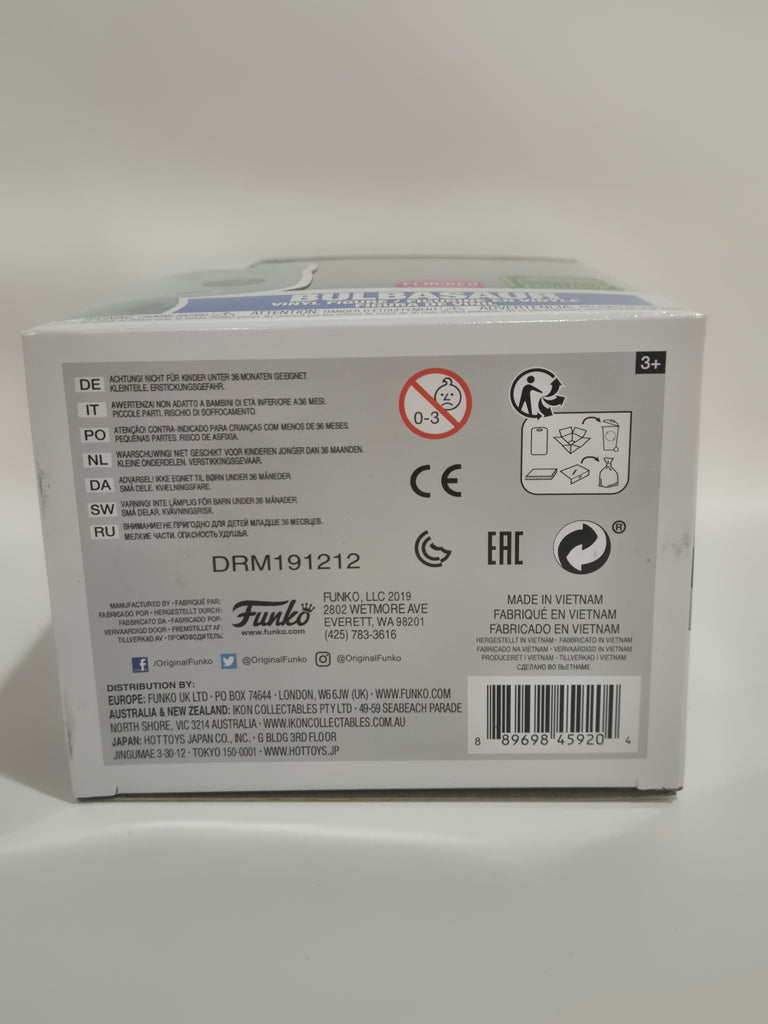 FLOCKED
BULBASAUR
ATTENTION: DANGER D'ÉTOUFFEMENT
3+
DE ACHTUNG! NICHT FÜR KINDER UNTER 36 MONATEN GEEIGNET.
KLEINTEILE. ERSTICKUNGSGEFAHR.
IT AWERTENZA! NON ADATTO A BAMBINI DI ETÀ INFERIORE A 36 MESI.
PICCOLE PARTI. RISCHIO DI SOFFOCAMENTO.
PO ATENÇÃO! CONTRA-INDICADO PARA CRIANÇAS COM MENOS DE 36 MESES.
PEQUENAS PARTES. RISCO DE ASFIXIA.
NL WAARSCHUWING! NIET GESCHIKT VOOR KINDEREN JONGER DAN 36 MAANDEN.
KLEINE ONDERDELEN. VERSTIKKINGSGEVAAR.
DA ADVARSEL! IKKE EGNET TIL BØRN UNDER 36 MÅNEDER.
SMÅ DELE. KVÆLNINGSFARE.
SW VARNING! INTE LÄMPLIG FÖR BARN UNDER 36 MÅNADER.
SMÅ DELAR. KVÄVNINGSRISK.
RU ВНИМАНИЕ! НЕ ПРИГОДНО ДЛЯ ДЕТЕЙ МЛАДШЕ 36 МЕСЯЦЕВ.
МЕЛКИЕ ЧАСТИ. ОПАСНОСТЬ УДУШЬЯ.
0-3
CE
EAC
®
DRM191212
MANUFACTURED BY • FABRIQUÉ PAR:
FABRICADO POR • HERGESTELLT DURCH:
FABBRICATO DA • FABRICADO POR:
VERVAARDIGD DOOR • FREMSTILLET AF:
TILLVERKAD AV • ПРОИЗВОДИТЕЛЬ:
Funko
www.funko.com
FUNKO, LLC 2019
2802 WETMORE AVE
EVERETT, WA 98201
(425) 783-3616
MADE IN VIETNAM
FABRIQUÉ EN VIETNAM
FABRICADO EN VIETNAM
HERGESTELLT IN VIETNAM • FABBRICATO IN VIETNAM
FABRICADO NA VIETNAM • VERVAARDIGD IN VIETNAM
PRODUCERET I VIETNAM • TILLVERKAD I VIETNAM
СДЕЛАНО ВО ВЬЕТНАМЕ
/OriginalFunko @OriginalFunko @OriginalFunko
DISTRIBUTION BY:
EUROPE: FUNKO UK LTD • PO BOX 74644 • LONDON, W6 6JW (UK) • WWW.FUNKO.COM
AUSTRALIA & NEW ZEALAND: IKON COLLECTABLES PTY LTD • 49-59 SEABEACH PARADE
NORTH SHORE, VIC 3214 AUSTRALIA • WWW.IKONCOLLECTABLES.COM.AU
JAPAN: HOT TOYS JAPAN CO., INC. • G BLDG 3RD FLOOR
JINGUMAE 3-30-12 • TOKYO 150-0001 • WWW.HOTTOYS.JP
8 89698 45920 4